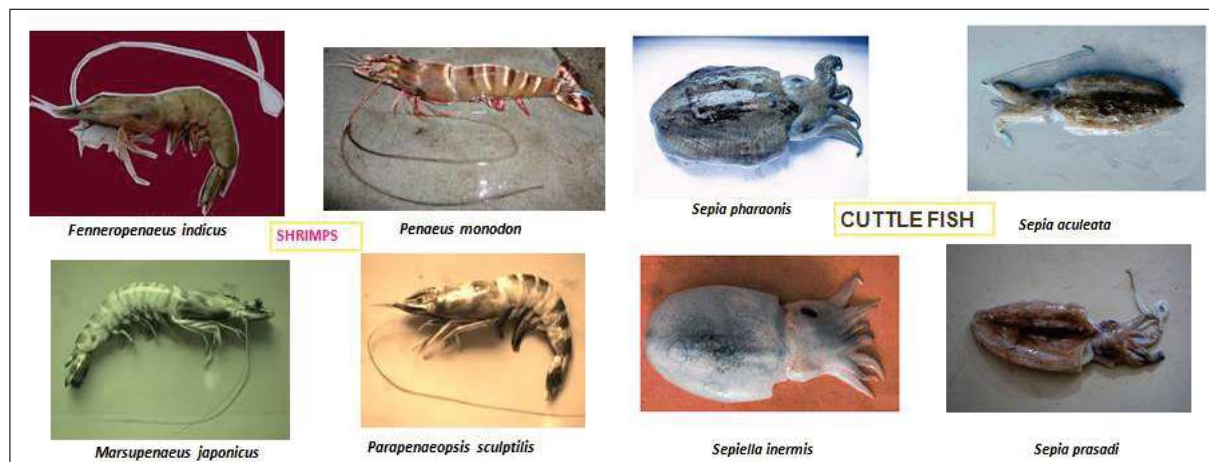 Fenneropenaeus indicus
SHRIMPS
Penaeus monodon
Sepia pharaonis
CUTTLE FISH
Sepia aculeata
Marsupenaeus japonicus
Parapenaeopsis sculptilis
Sepiella inermis
Sepia prasadi